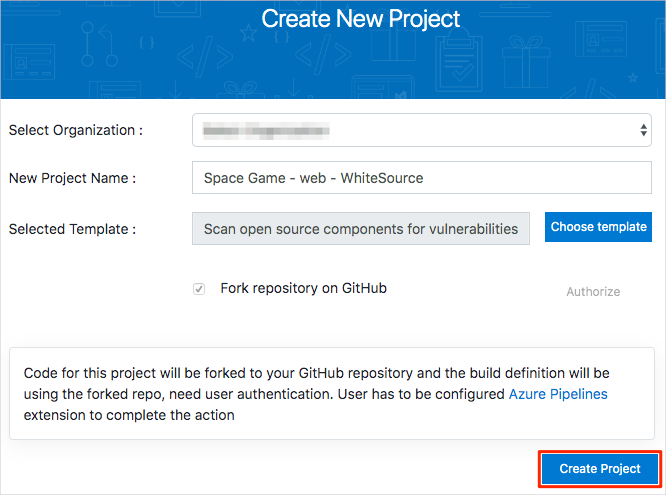 Create New Project
Select Organization :
New Project Name :
Space Game - web - WhiteSource
Selected Template :
Scan open source components for vulnerabilities
Choose template
Fork repository on GitHub
Authorize
Code for this project will be forked to your GitHub repository and the build definition will be
using the forked repo, need user authentication. User has to be configured Azure Pipelines
extension to complete the action
Create Project